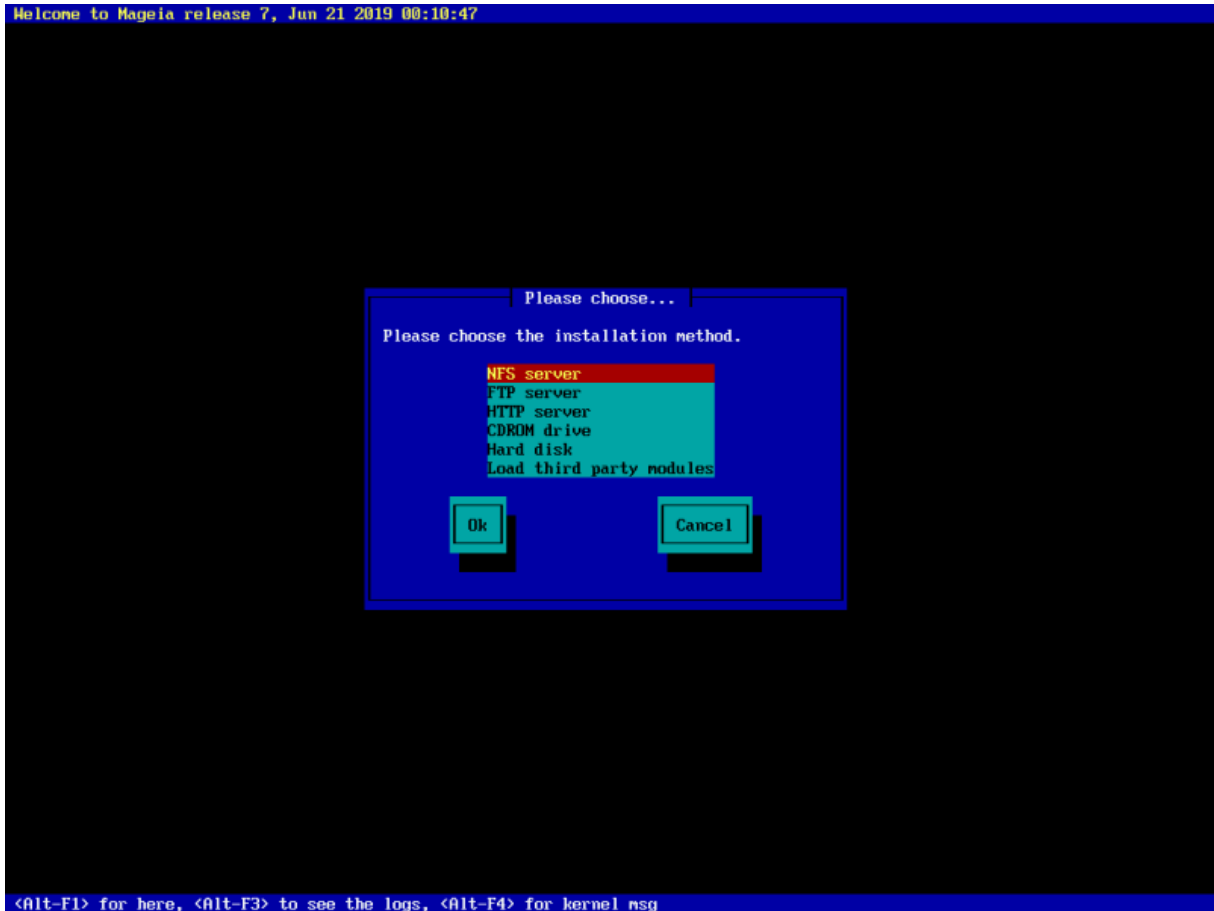 Welcome to Mageia release 7, Jun 21 2019 00:10:47
Please choose...
Please choose the installation method.
NFS server
FTP server
HTTP server
CDROM drive
Hard disk
Load third party modules
Ok Cancel
<Alt-F1> for here, <Alt-F3> to see the logs, <Alt-F4> for kernel msg